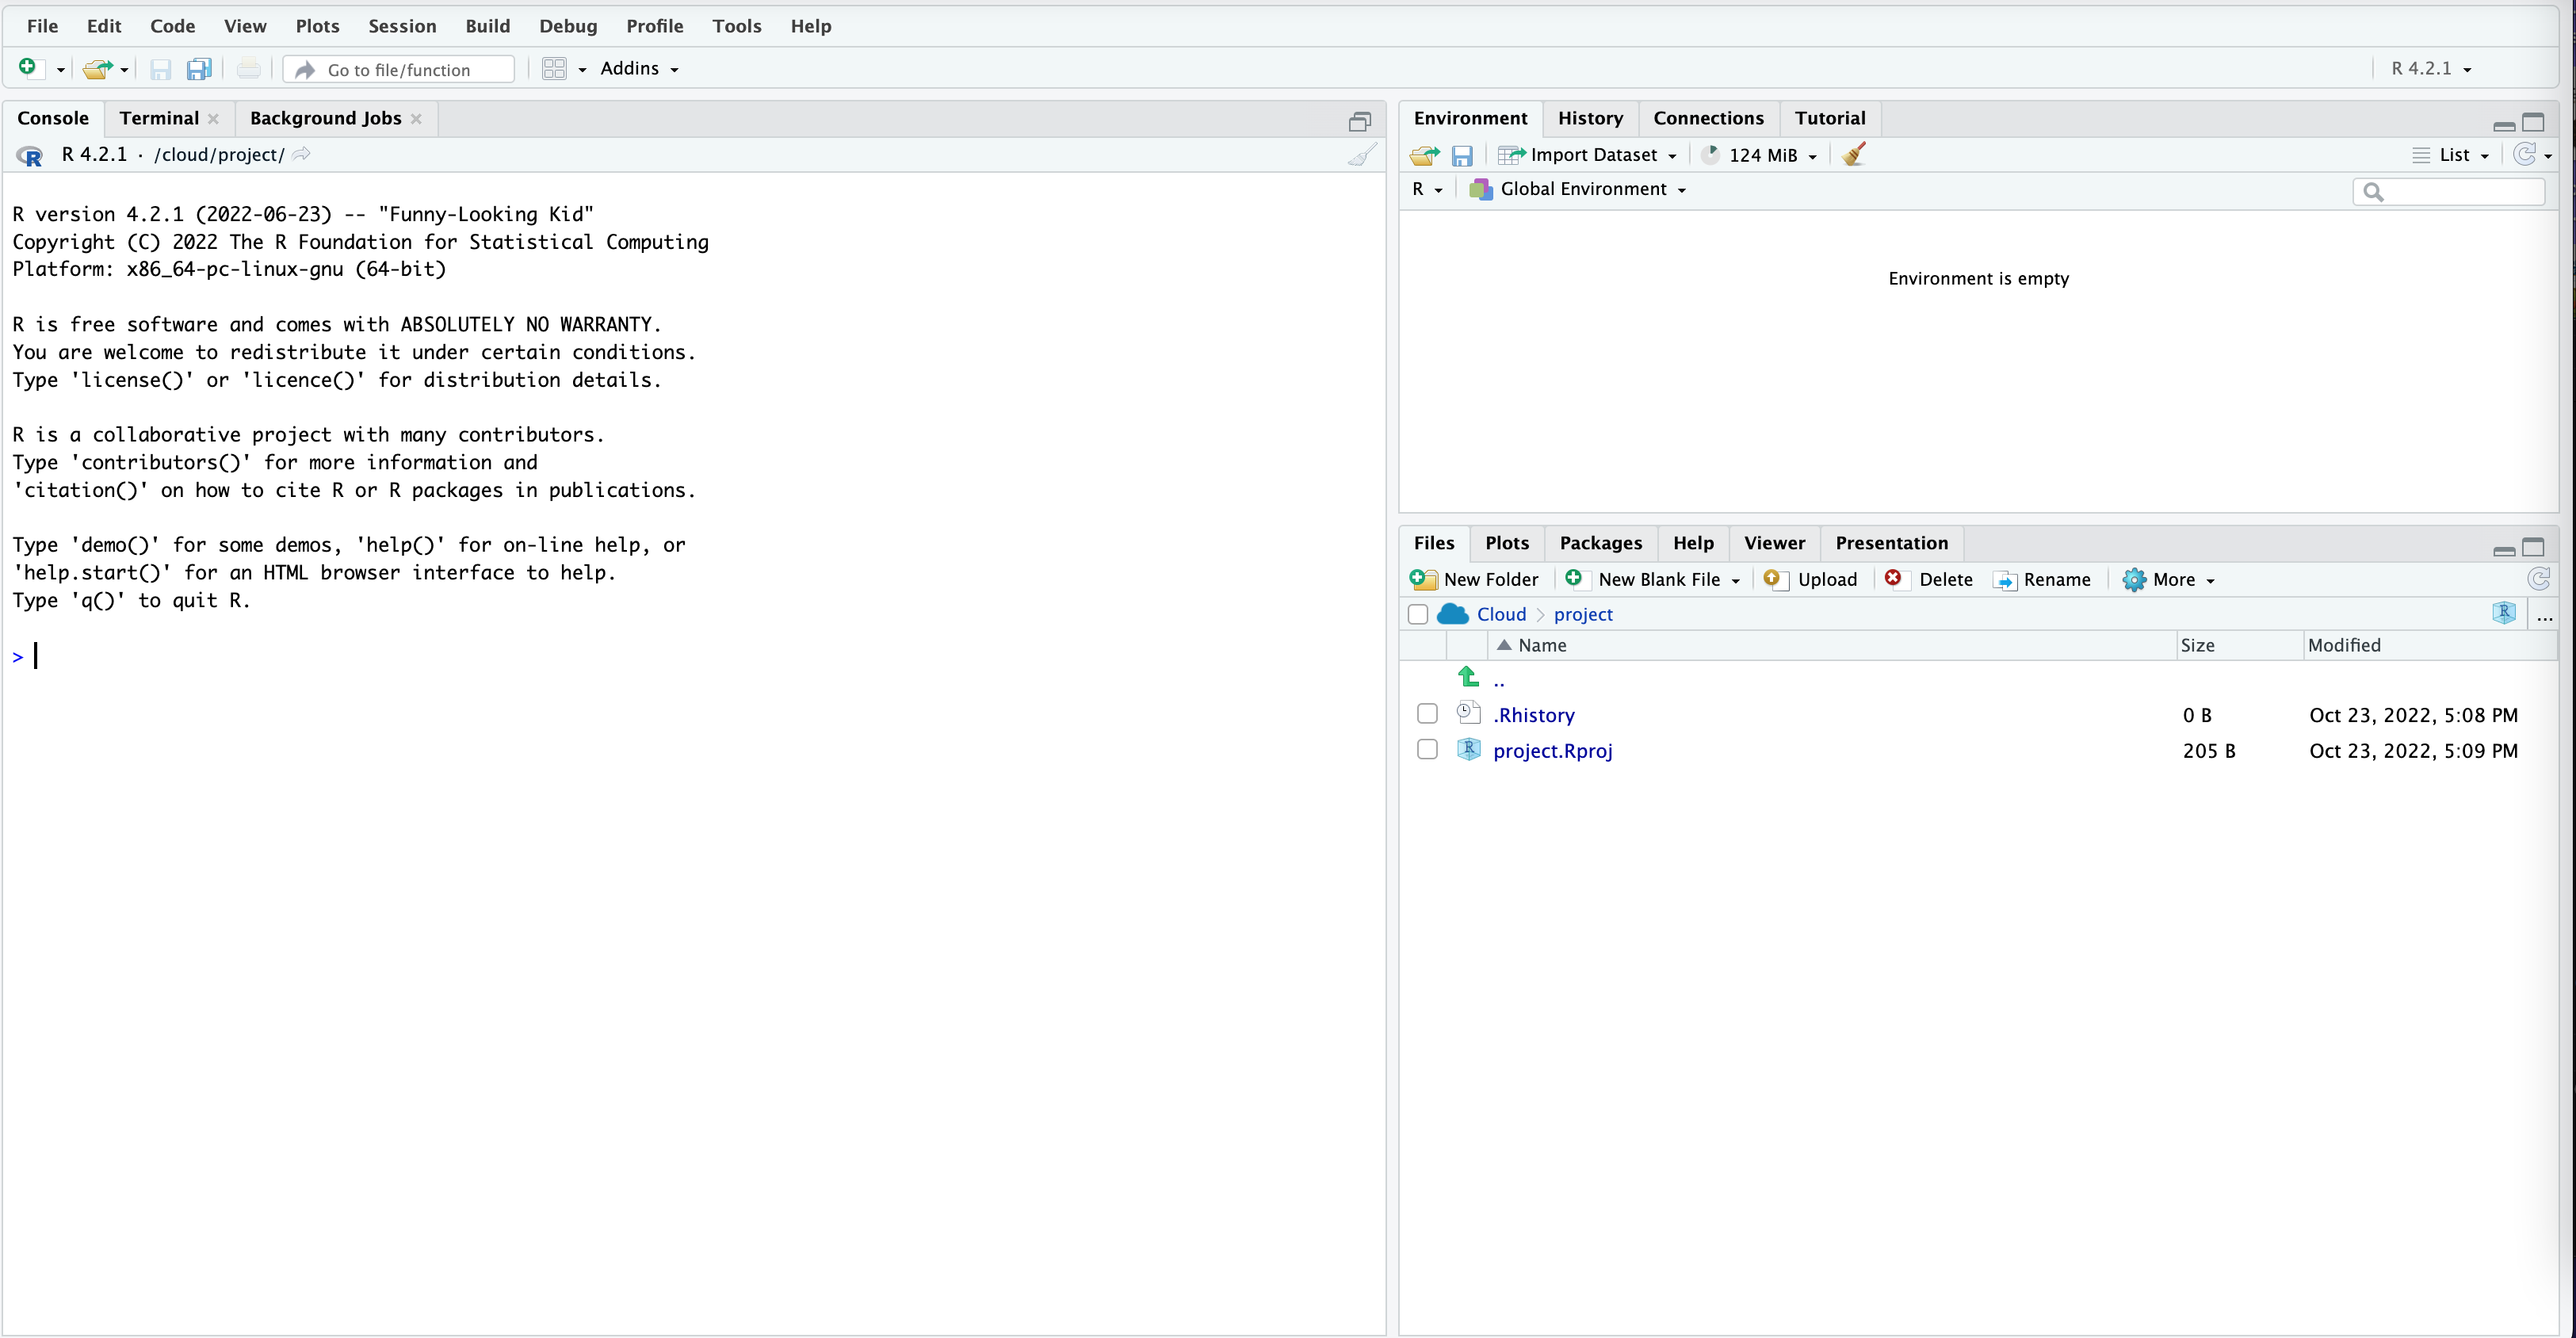 File Edit Code View Plots Session Build Debug Profile Tools Help
Go to file/function Addins R 4.2.1
Console Terminal Background Jobs
R 4.2.1 · /cloud/project/
R version 4.2.1 (2022-06-23) -- "Funny-Looking Kid"
Copyright (C) 2022 The R Foundation for Statistical Computing
Platform: x86_64-pc-linux-gnu (64-bit)
R is free software and comes with ABSOLUTELY NO WARRANTY.
You are welcome to redistribute it under certain conditions.
Type 'license()' or 'licence()' for distribution details.
R is a collaborative project with many contributors.
Type 'contributors()' for more information and
'citation()' on how to cite R or R packages in publications.
Type 'demo()' for some demos, 'help()' for on-line help, or
'help.start()' for an HTML browser interface to help.
Type 'q()' to quit R.
>
Environment History Connections Tutorial
Import Dataset 124 MiB List
R Global Environment
Environment is empty
Files Plots Packages Help Viewer Presentation
New Folder New Blank File Upload Delete Rename More
Cloud > project ...
Name Size Modified
..
.Rhistory 0 B Oct 23, 2022, 5:08 PM
project.Rproj 205 B Oct 23, 2022, 5:09 PM